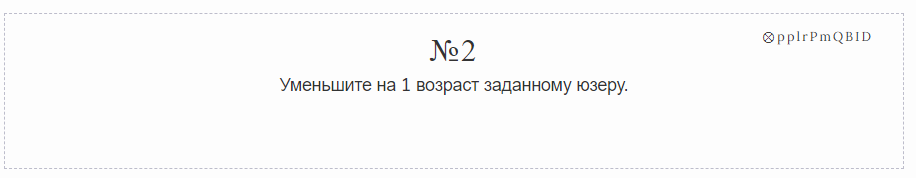 ⊗pplrPmQBID
№2
Уменьшите на 1 возраст заданному юзеру.